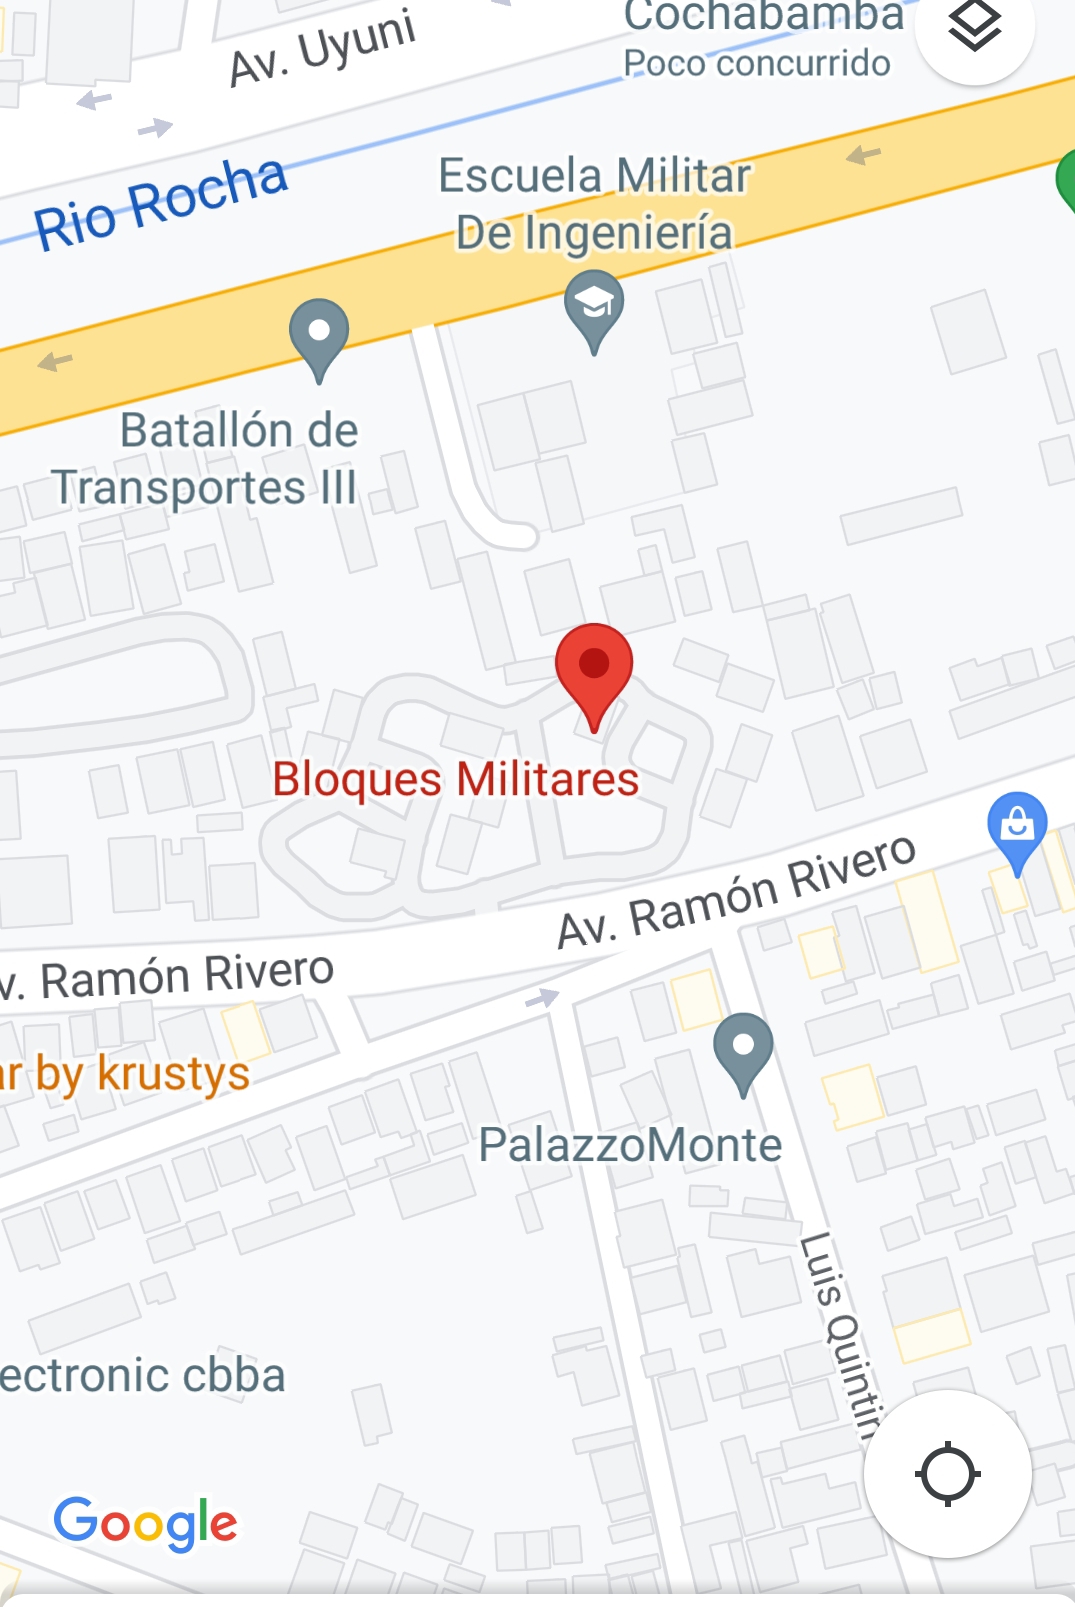 Cochabamba
Poco concurrido
Av. Uyuni
Rio Rocha
Escuela Militar
De Ingeniería
Batallón de
Transportes III
Bloques Militares
Av. Ramón Rivero
v. Ramón Rivero
ar by krustys
PalazzoMonte
Luis Quintin
ectronic cbba
Google